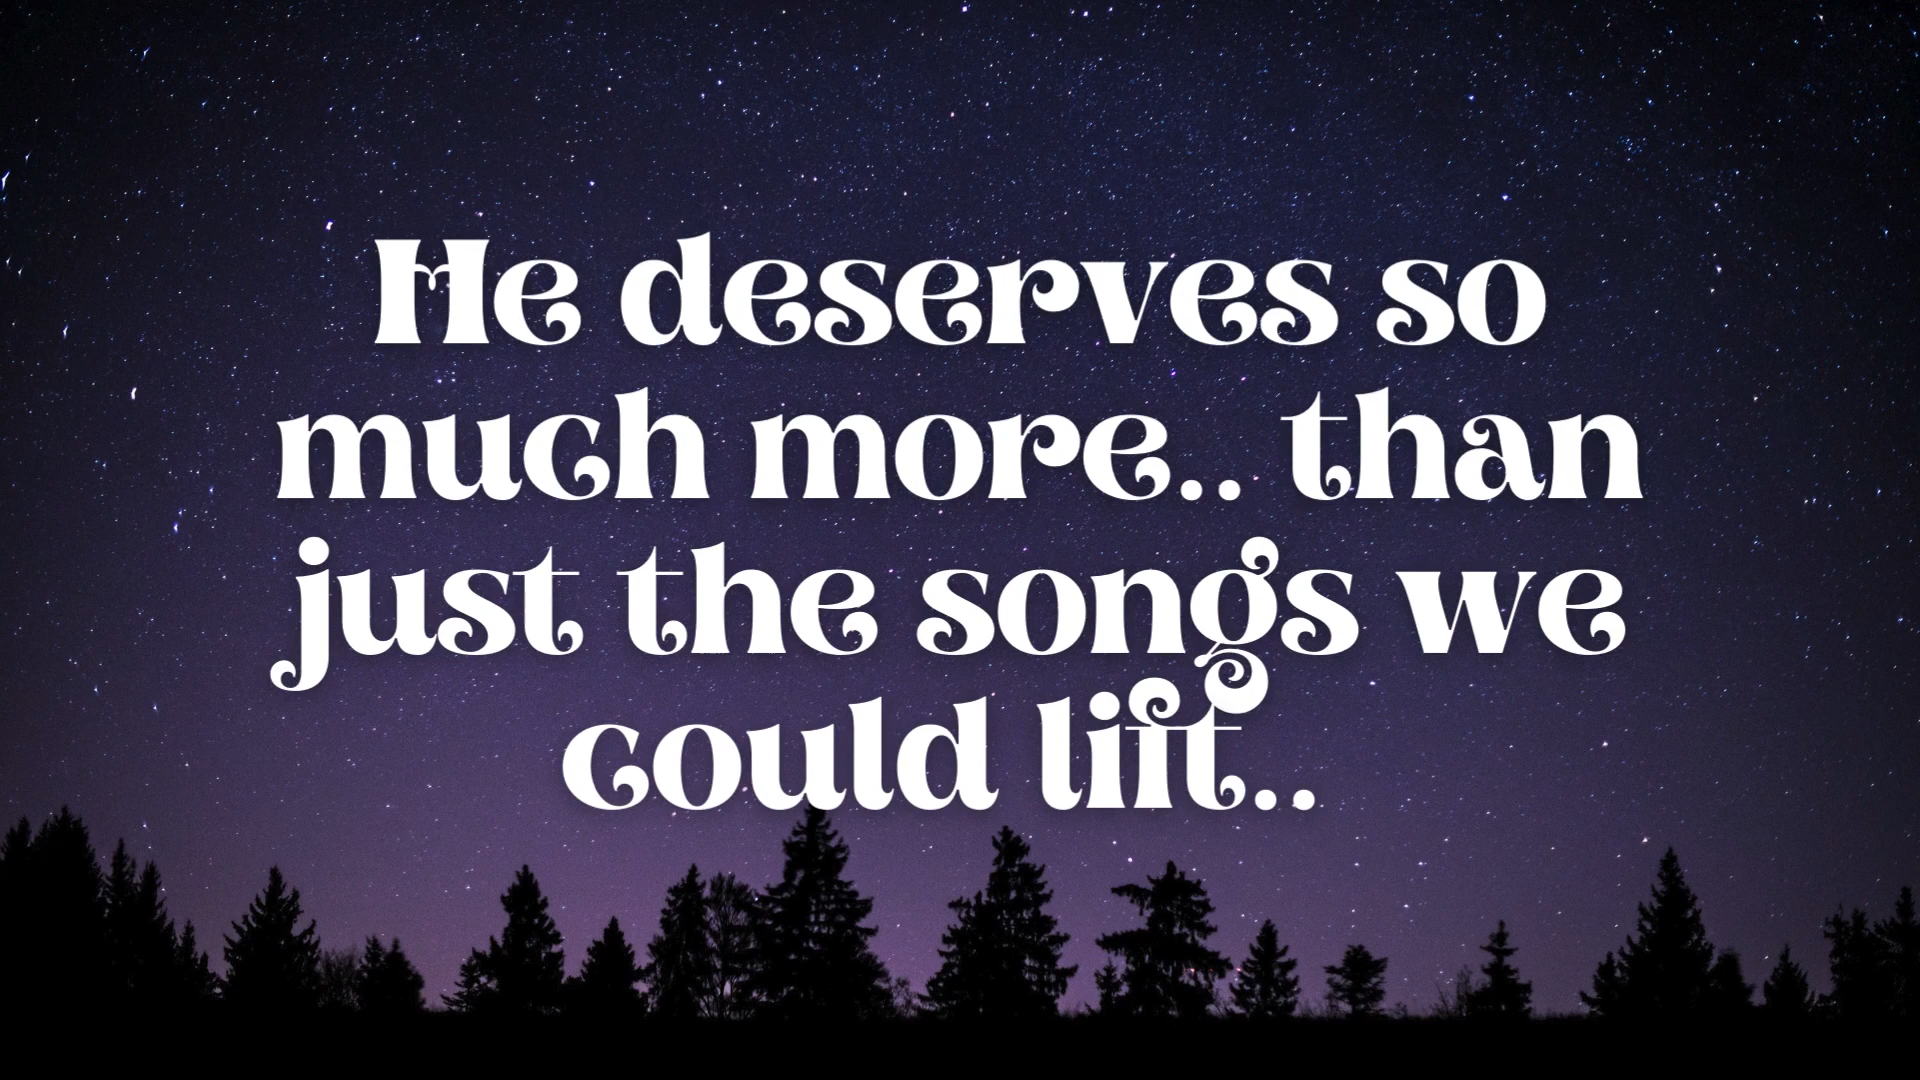 He deserves so
much more.. than
just the songs we
could lift..